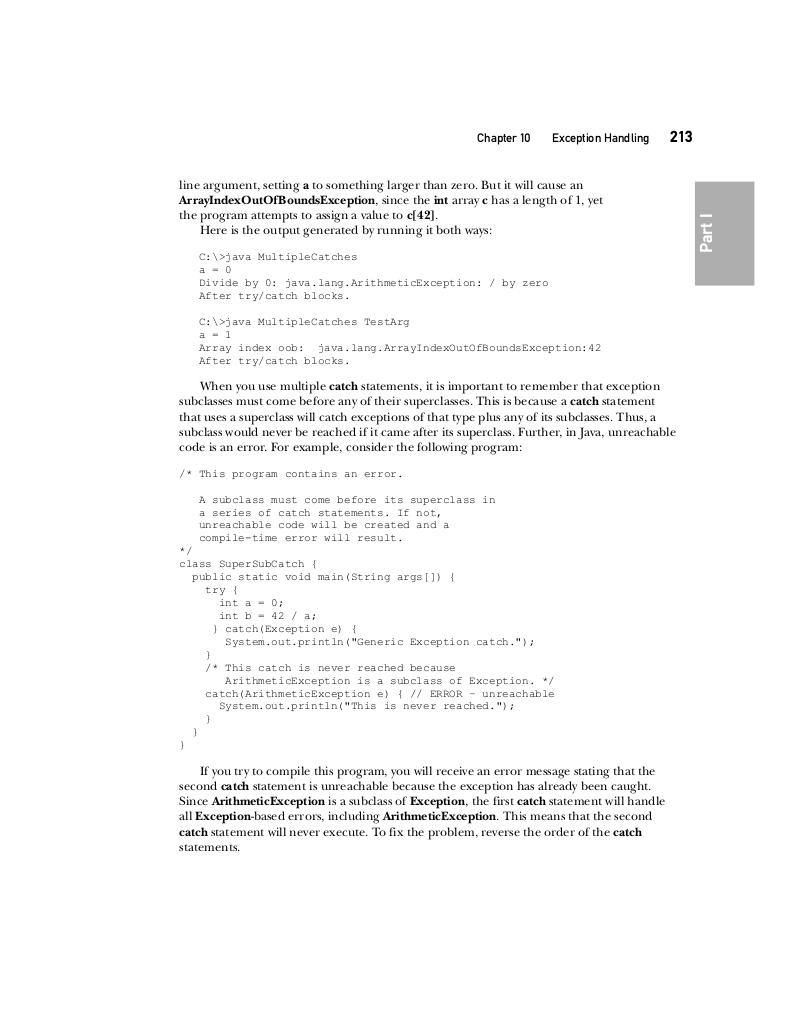 Chapter 10 Exception Handling 213
Part I
line argument, setting a to something larger than zero. But it will cause an
ArrayIndexOutOfBoundsException, since the int array c has a length of 1, yet
the program attempts to assign a value to c[42].
Here is the output generated by running it both ways:
C:\>java MultipleCatches
a = 0
Divide by 0: java.lang.ArithmeticException: / by zero
After try/catch blocks.
C:\>java MultipleCatches TestArg
a = 1
Array index oob:  java.lang.ArrayIndexOutOfBoundsException:42
After try/catch blocks.
When you use multiple catch statements, it is important to remember that exception
subclasses must come before any of their superclasses. This is because a catch statement
that uses a superclass will catch exceptions of that type plus any of its subclasses. Thus, a
subclass would never be reached if it came after its superclass. Further, in Java, unreachable
code is an error. For example, consider the following program:
/* This program contains an error.
A subclass must come before its superclass in
a series of catch statements. If not,
unreachable code will be created and a
compile-time error will result.
*/
class SuperSubCatch {
public static void main(String args[]) {
try {
int a = 0;
int b = 42 / a;
} catch(Exception e) {
System.out.println("Generic Exception catch.");
}
/* This catch is never reached because
ArithmeticException is a subclass of Exception. */
catch(ArithmeticException e) { // ERROR – unreachable
System.out.println("This is never reached.");
}
}
}
If you try to compile this program, you will receive an error message stating that the
second catch statement is unreachable because the exception has already been caught.
Since ArithmeticException is a subclass of Exception, the first catch statement will handle
all Exception-based errors, including ArithmeticException. This means that the second
catch statement will never execute. To fix the problem, reverse the order of the catch
statements.